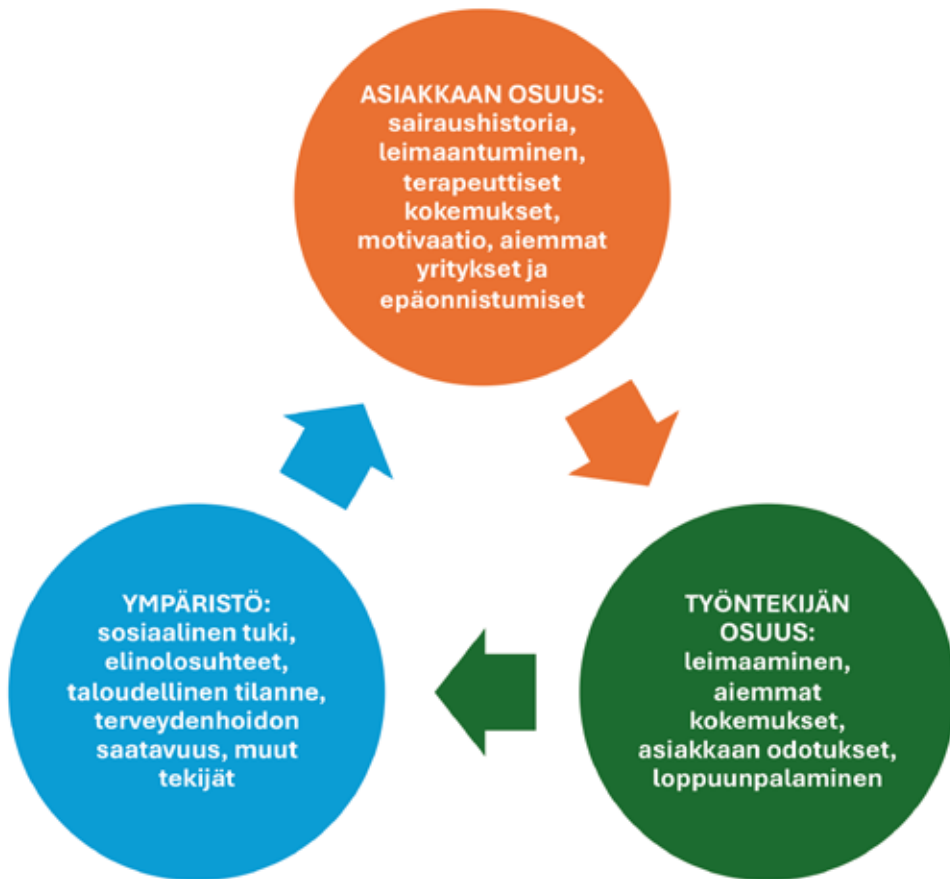 ASIAKKAAN OSUUS:
sairaushistoria,
leimaantuminen,
terapeuttiset
kokemukset,
motivaatio, aiemmat
yritykset ja
epäonnistumiset
YMPÄRISTÖ:
sosiaalinen tuki,
elinolosuhteet,
taloudellinen tilanne,
terveydenhoidon
saatavuus, muut
tekijät
TYÖNTEKIJÄN
OSUUS:
leimaaminen,
aiemmat
kokemukset,
asiakkaan odotukset,
loppuunpalaminen